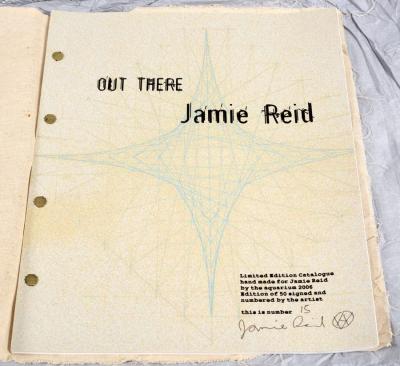 OUT THERE
Jamie Reid
Limited Edition Catalogue
hand made for Jamie Reid
by the aquarium 2006
Edition of 50 signed and
numbered by the artist
this is number 15
Jamie Reid